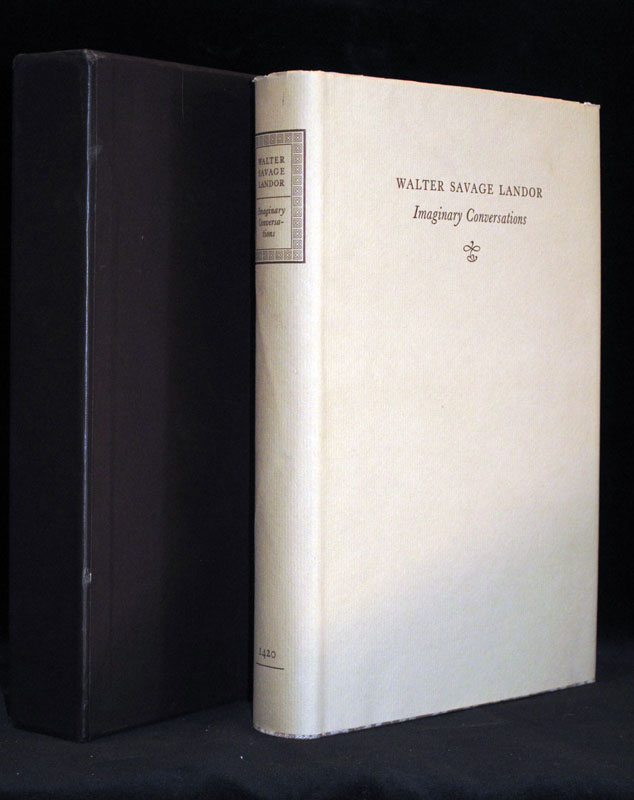 WALTER
SAVAGE
LANDOR
Imaginary
Conversa-
tions
1420
WALTER SAVAGE LANDOR
Imaginary Conversations